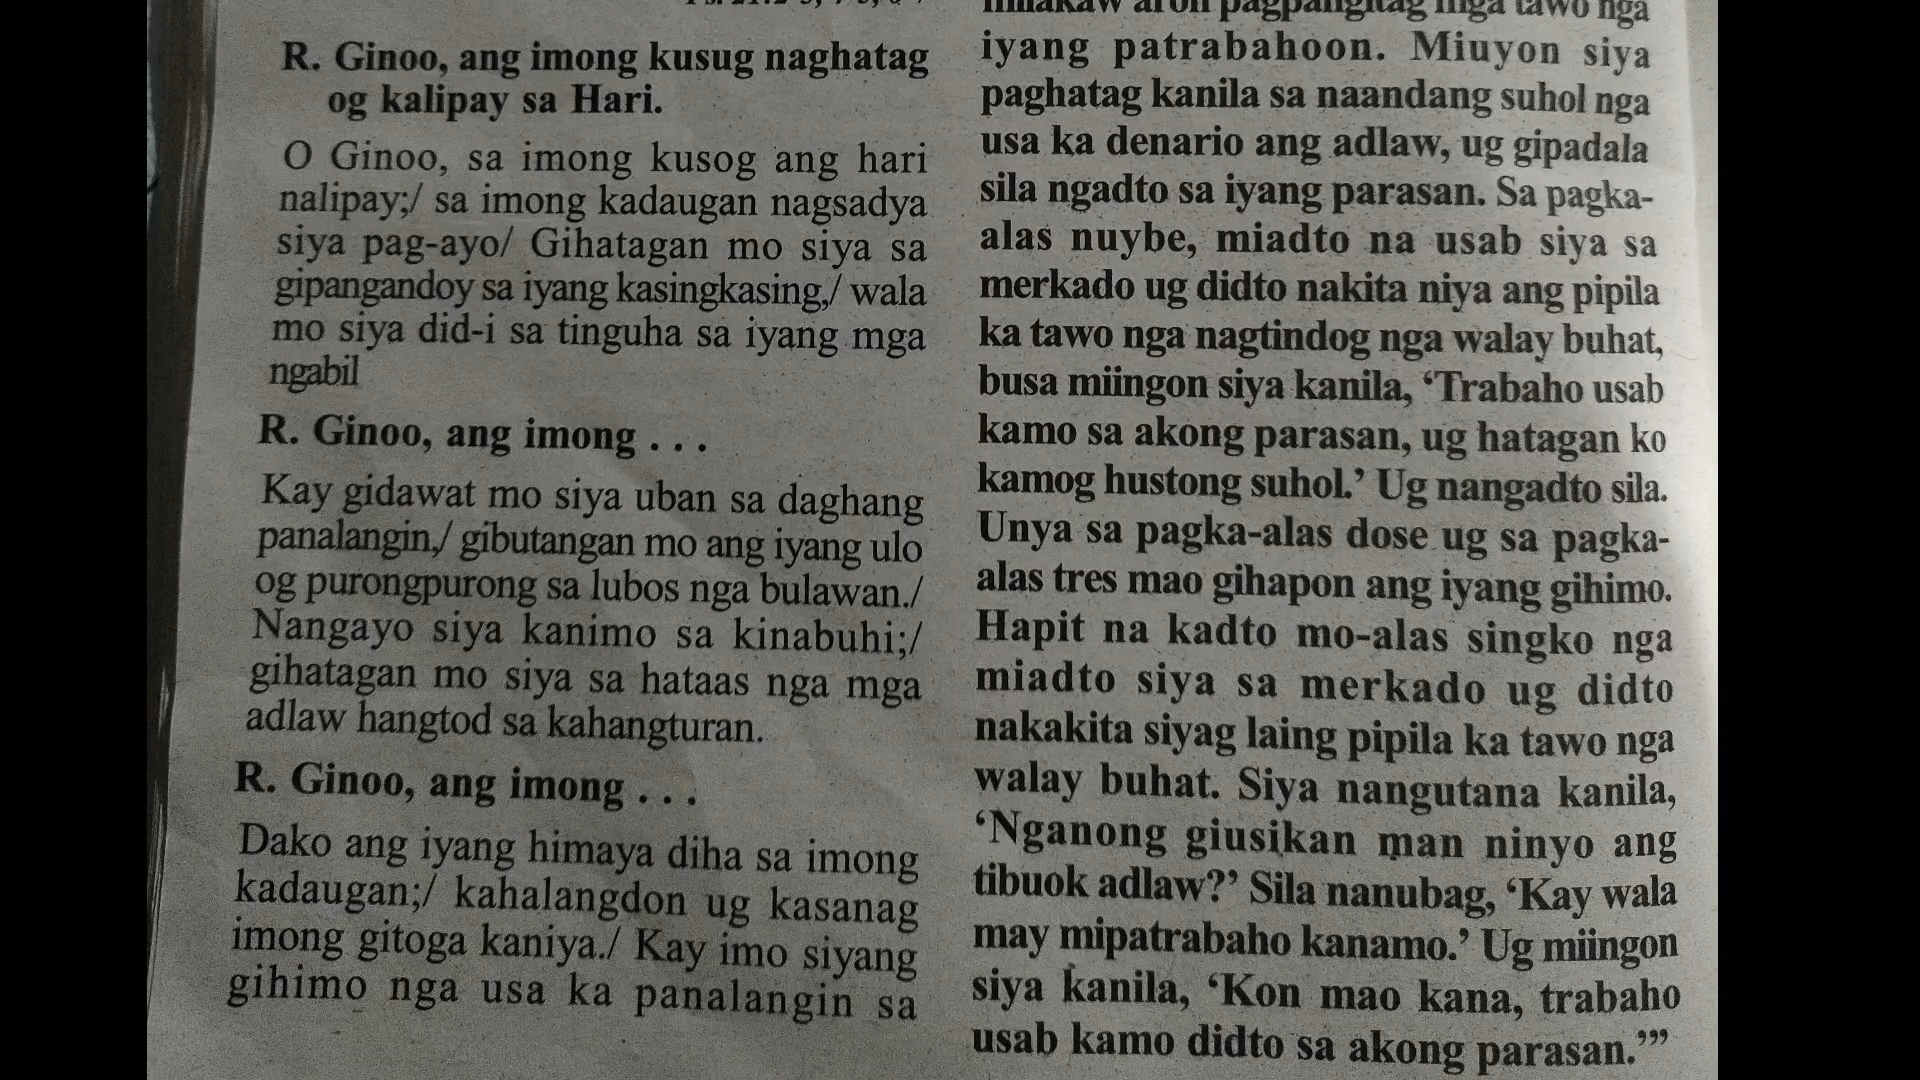 R. Ginoo, ang imong kusug naghatag
og kalipay sa Hari.
O Ginoo, sa imong kusog ang hari
nalipay;/ sa imong kadaugan nagsadya
siya pag-ayo/ Gihatagan mo siya sa
gipangandoy sa iyang kasingkasing,/ wala
mo siya did-i sa tinguha sa iyang mga
ngabil
R. Ginoo, ang imong . . .
Kay gidawat mo siya uban sa daghang
panalangin,/ gibutangan mo ang iyang ulo
og purongpurong sa lubos nga bulawan./
Nangayo siya kanimo sa kinabuhi;/
gihatagan mo siya sa hataas nga mga
adlaw hangtod sa kahangturan.
R. Ginoo, ang imong . . .
Dako ang iyang himaya diha sa imong
kadaugan;/ kahalangdon ug kasanag
imong gitoga kaniya./ Kay imo siyang
gihimo nga usa ka panalangin sa
milakaw aron pagpangitag mga tawo nga
iyang patrabahoon. Miuyon siya
paghatag kanila sa naandang suhol nga
usa ka denario ang adlaw, ug gipadala
sila ngadto sa iyang parasan. Sa pagka-
alas nuybe, miadto na usab siya sa
merkado ug didto nakita niya ang pipila
ka tawo nga nagtindog nga walay buhat,
busa miingon siya kanila, ‘Trabaho usab
kamo sa akong parasan, ug hatagan ko
kamog hustong suhol.’ Ug nangadto sila.
Unya sa pagka-alas dose ug sa pagka-
alas tres mao gihapon ang iyang gihimo.
Hapit na kadto mo-alas singko nga
miadto siya sa merkado ug didto
nakakita siyag laing pipila ka tawo nga
walay buhat. Siya nangutana kanila,
‘Nganong giusikan man ninyo ang
tibuok adlaw?’ Sila nanubag, ‘Kay wala
may mipatrabaho kanamo.’ Ug miingon
siya kanila, ‘Kon mao kana, trabaho
usab kamo didto sa akong parasan.’”